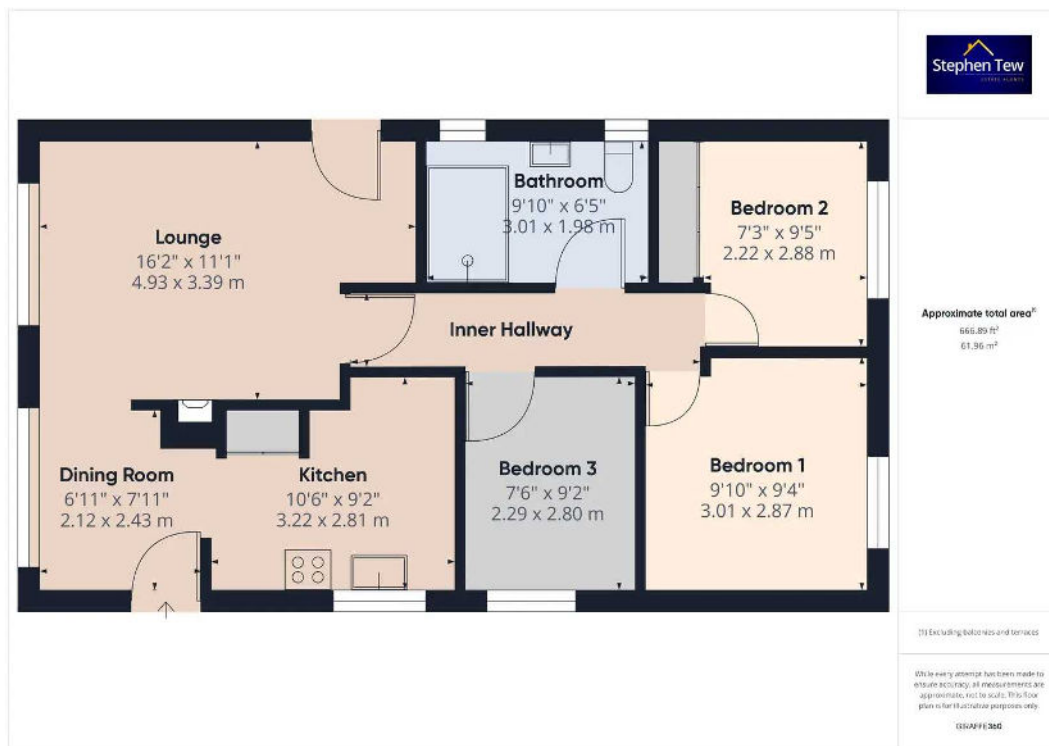 Stephen Tew
ESTATE AGENTS
Lounge
16'2" x 11'1"
4.93 x 3.39 m
Bathroom
9'10" x 6'5"
3.01 x 1.98 m
Bedroom 2
7'3" x 9'5"
2.22 x 2.88 m
Inner Hallway
Dining Room
6'11" x 7'11"
2.12 x 2.43 m
Kitchen
10'6" x 9'2"
3.22 x 2.81 m
Bedroom 3
7'6" x 9'2"
2.29 x 2.80 m
Bedroom 1
9'10" x 9'4"
3.01 x 2.87 m
Approximate total area⁽¹⁾
666.89 ft²
61.96 m²
(1) Excluding balconies and terraces
While every attempt has been made to
ensure accuracy, all measurements are
approximate, not to scale. This floor
plan is for illustrative purposes only.
GIRAFFE360